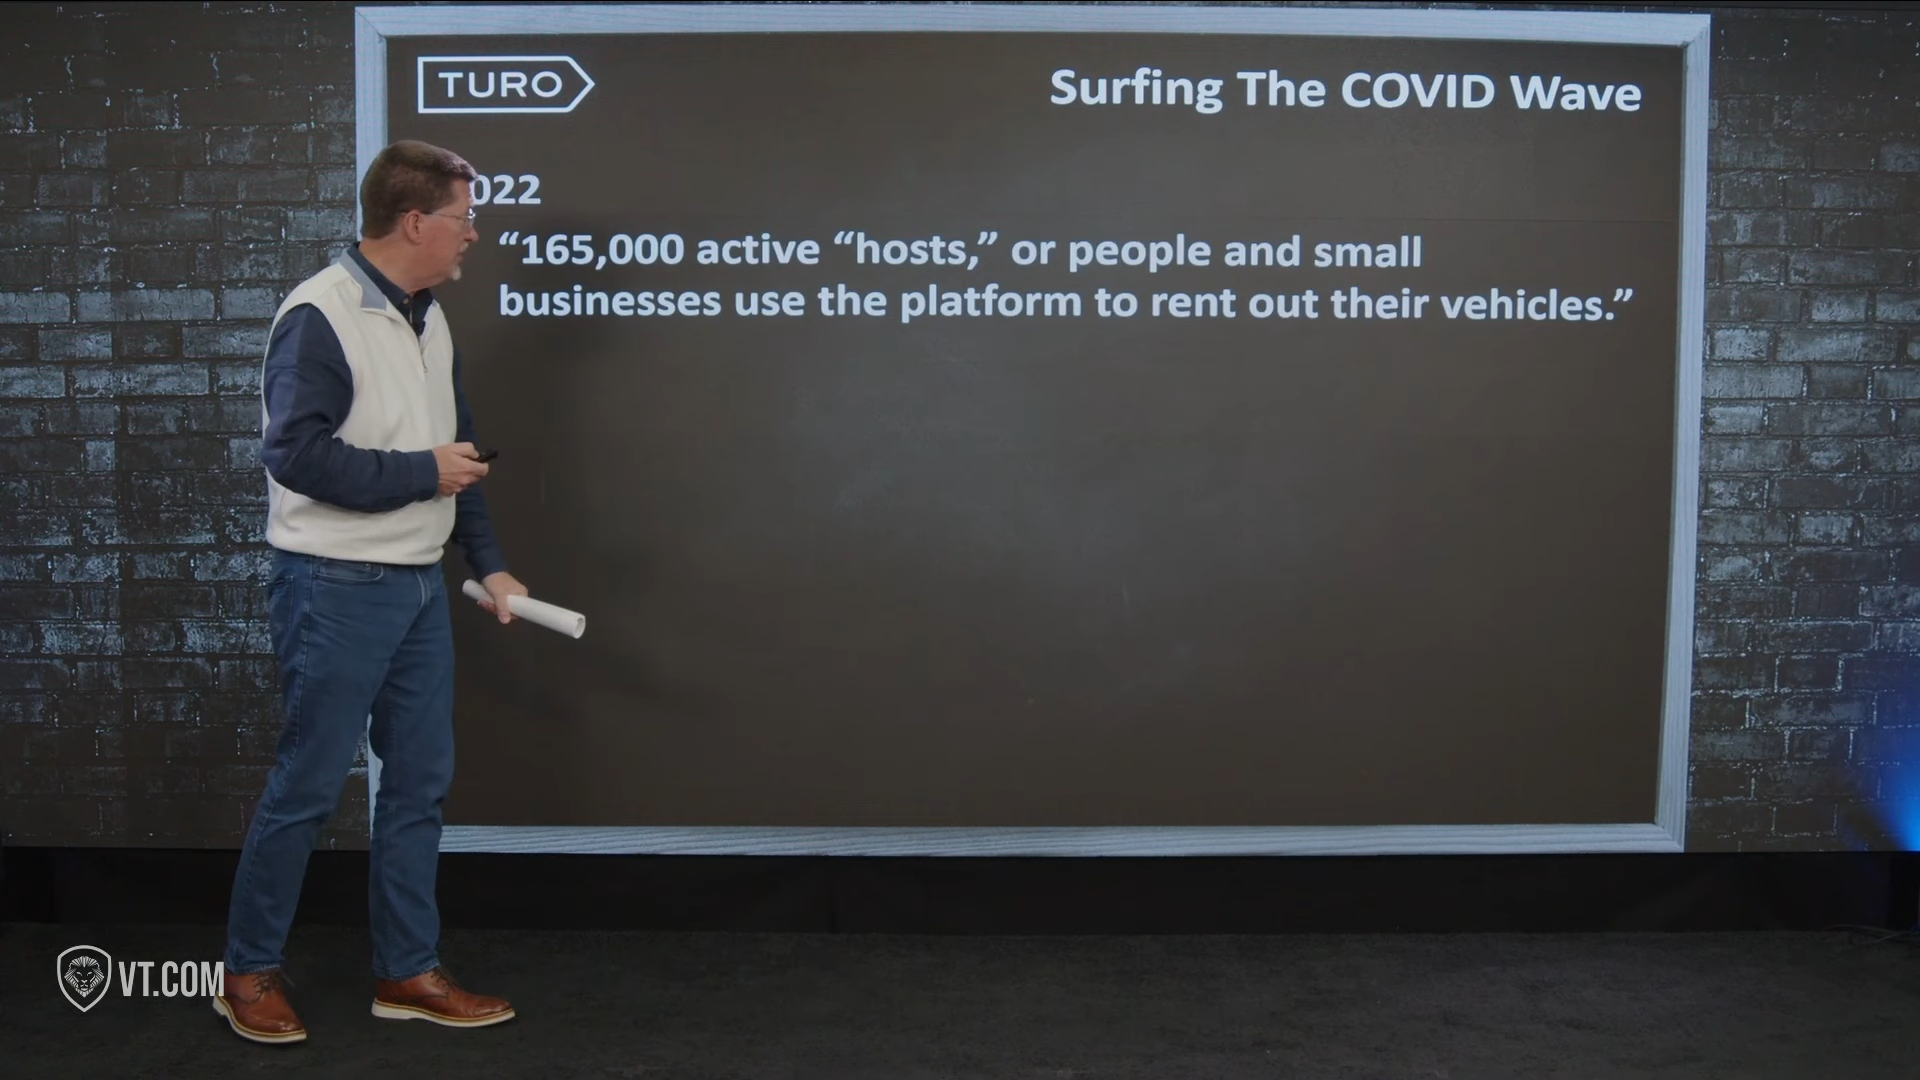 TURO
Surfing The COVID Wave
022
“165,000 active “hosts,” or people and small
businesses use the platform to rent out their vehicles.”
VT.COM